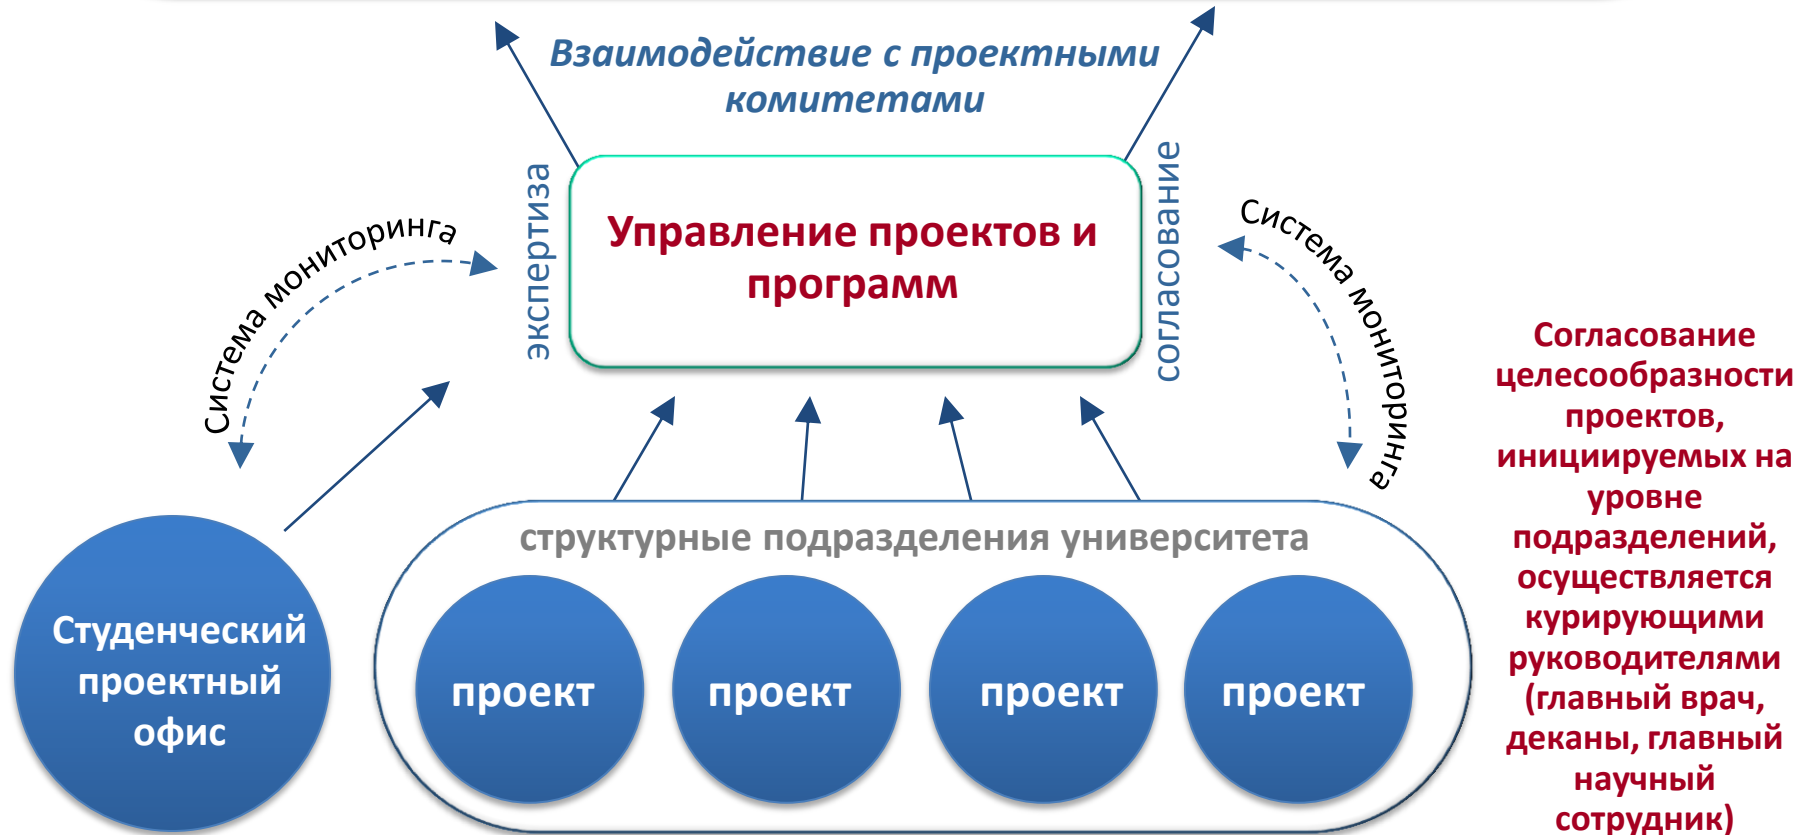 Взаимодействие с проектными
комитетами
экспертиза
Управление проектов и
программ
согласование
Система мониторинга
Система мониторинга
Согласование
целесообразности
проектов,
инициируемых на
уровне
подразделений,
осуществляется
курирующими
руководителями
(главный врач,
деканы, главный
научный
сотрудник)
структурные подразделения университета
Студенческий
проектный
офис
проект
проект
проект
проект